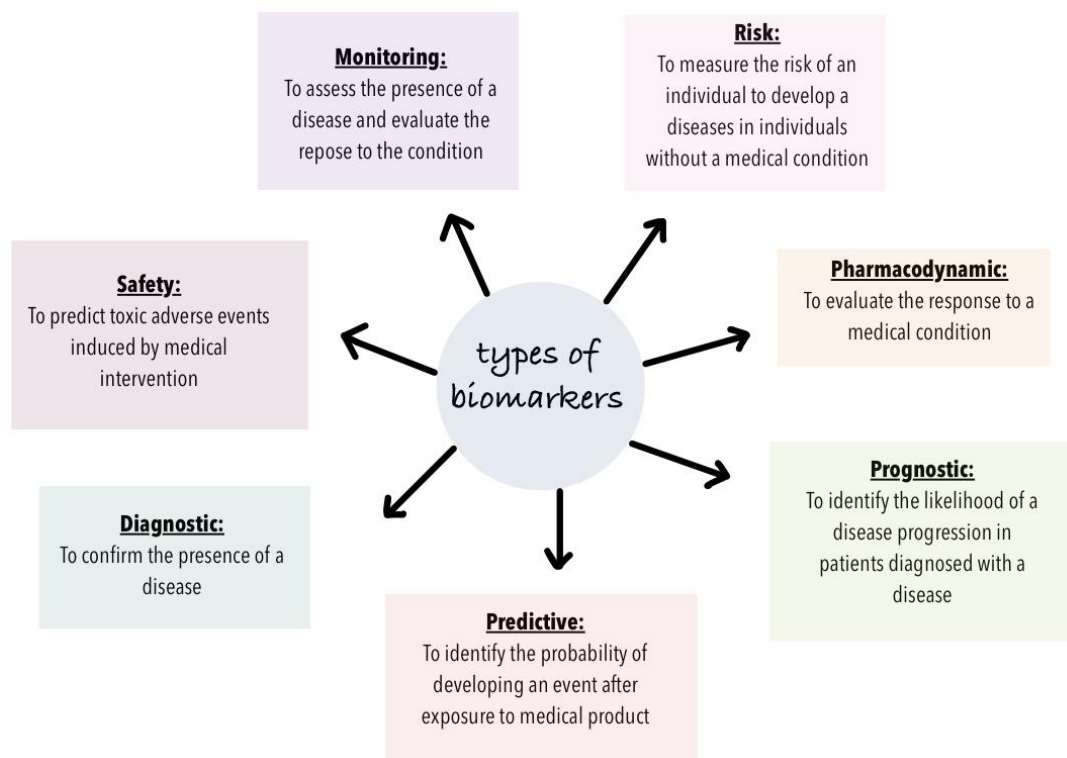 Monitoring:
To assess the presence of a
disease and evaluate the
repose to the condition
Risk:
To measure the risk of an
individual to develop a
diseases in individuals
without a medical condition
Safety:
To predict toxic adverse events
induced by medical
intervention
types of
biomarkers
Pharmacodynamic:
To evaluate the response to a
medical condition
Diagnostic:
To confirm the presence of a
disease
Prognostic:
To identify the likelihood of a
disease progression in
patients diagnosed with a
disease
Predictive:
To identify the probability of
developing an event after
exposure to medical product